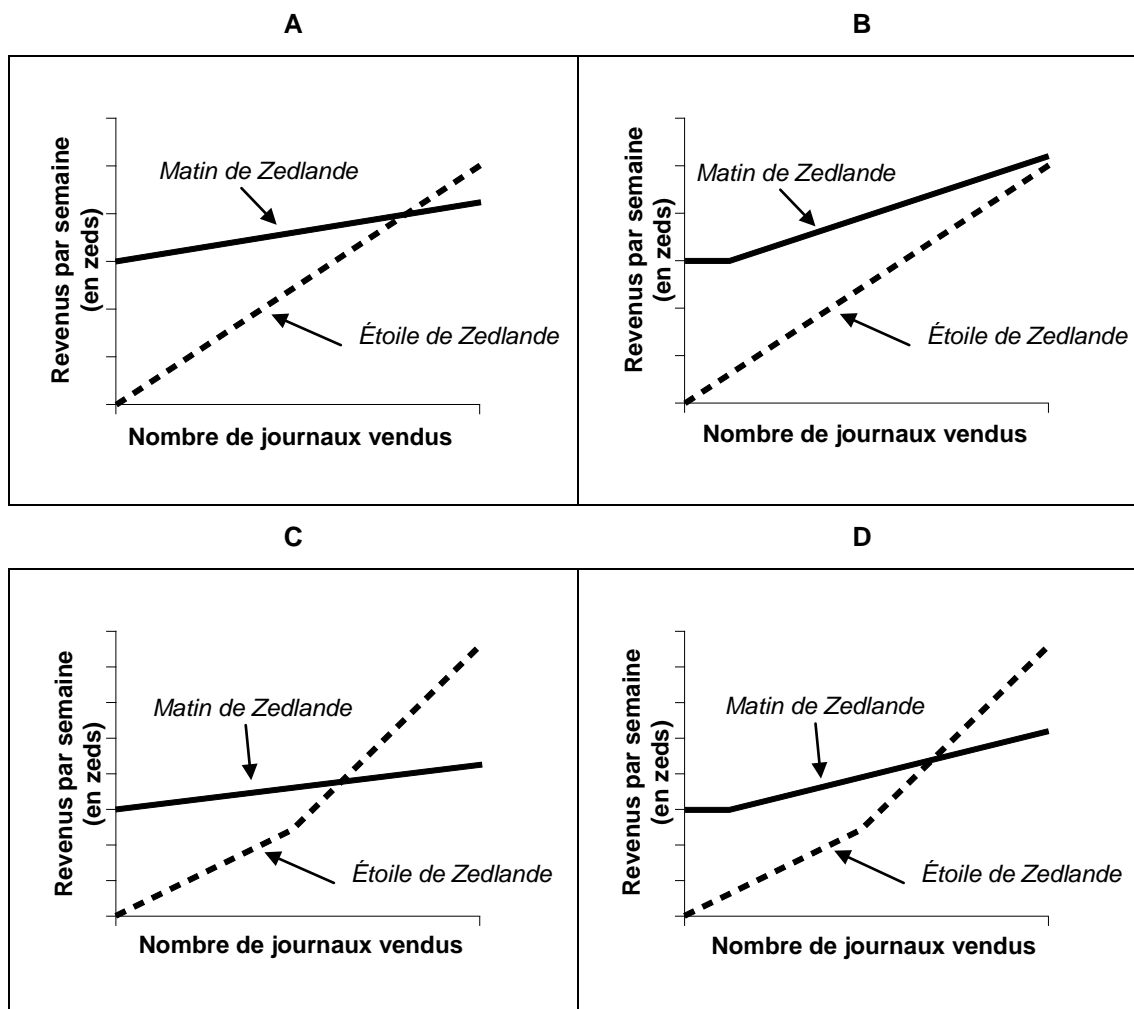 A
Revenus par semaine
(en zeds)
Matin de Zedlande
Étoile de Zedlande
Nombre de journaux vendus
B
Revenus par semaine
(en zeds)
Matin de Zedlande
Étoile de Zedlande
Nombre de journaux vendus
C
Revenus par semaine
(en zeds)
Matin de Zedlande
Étoile de Zedlande
Nombre de journaux vendus
D
Revenus par semaine
(en zeds)
Matin de Zedlande
Étoile de Zedlande
Nombre de journaux vendus